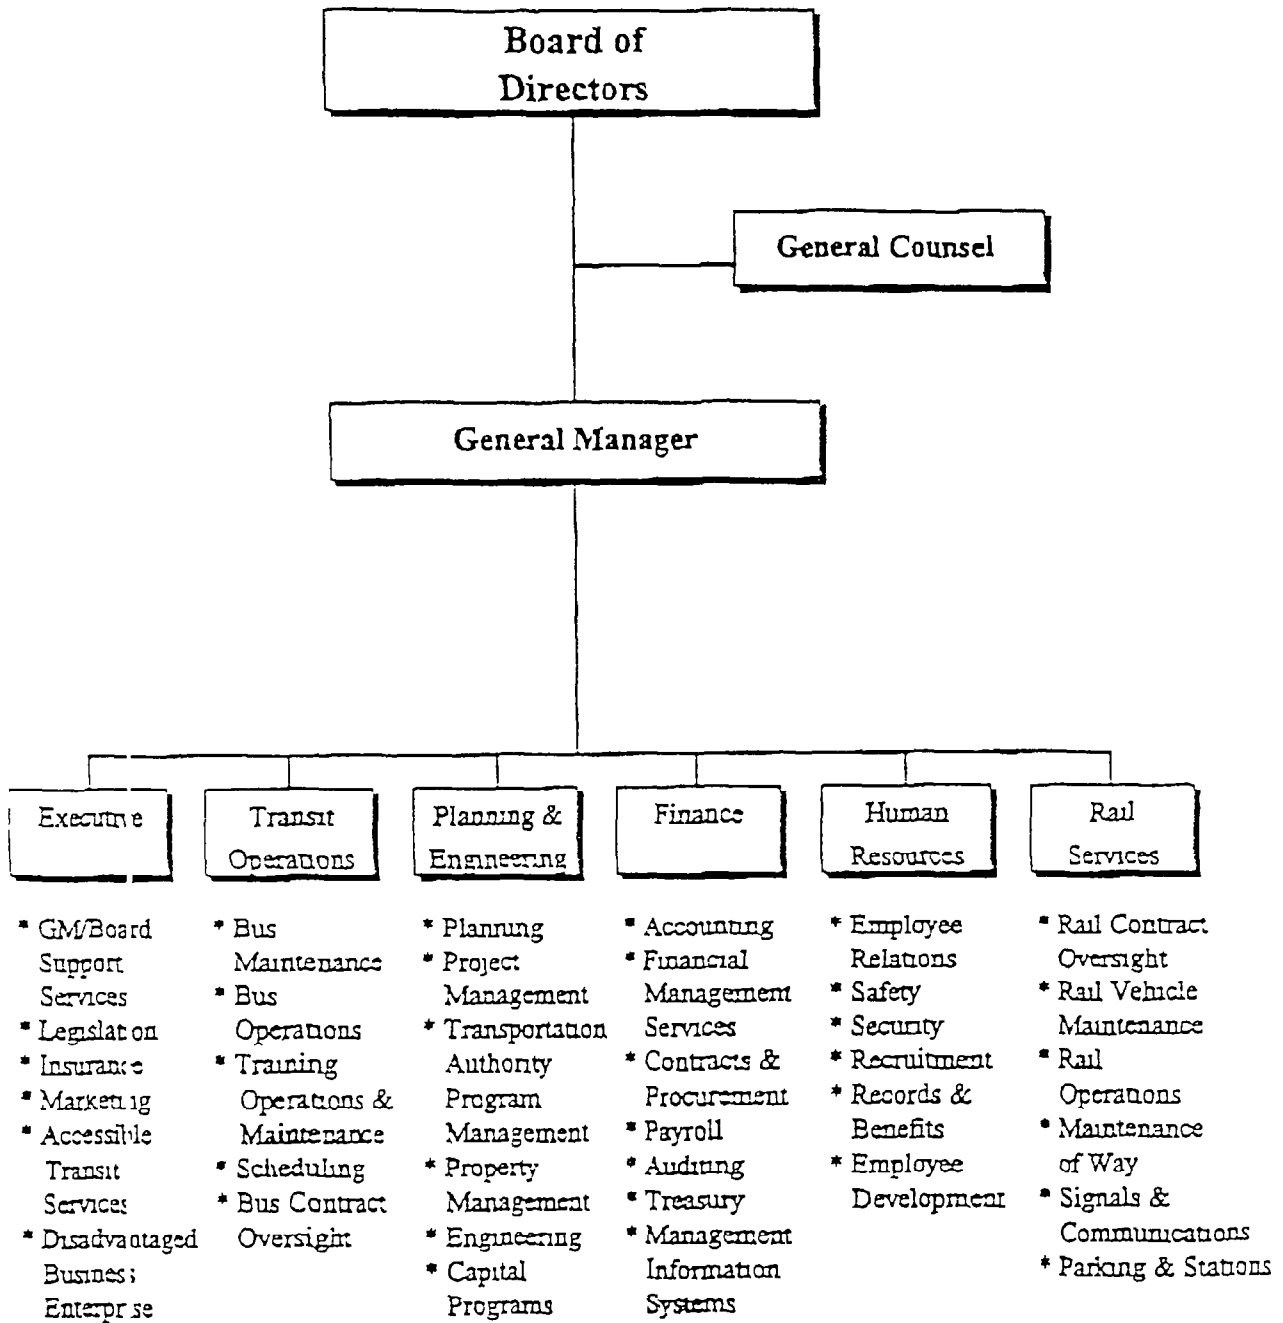 Board of
Directors
General Counsel
General Manager
Executive
Transit
Operations
Planning &
Engineering
Finance
Human
Resources
Rail
Services
* GM/Board
Support
Services
* Legislation
* Insurance
* Marketing
* Accessible
Transit
Services
* Disadvantaged
Business
Enterprise
* Bus
Maintenance
* Bus
Operations
* Training
Operations &
Maintenance
* Scheduling
* Bus Contract
Oversight
* Planning
* Project
Management
* Transportation
Authority
Program
Management
* Property
Management
* Engineering
* Capital
Programs
* Accounting
* Financial
Management
Services
* Contracts &
Procurement
* Payroll
* Auditing
* Treasury
* Management
Information
Systems
* Employee
Relations
* Safety
* Security
* Recruitment
* Records &
Benefits
* Employee
Development
* Rail Contract
Oversight
* Rail Vehicle
Maintenance
* Rail
Operations
* Maintenance
of Way
* Signals &
Communications
* Parking & Stations